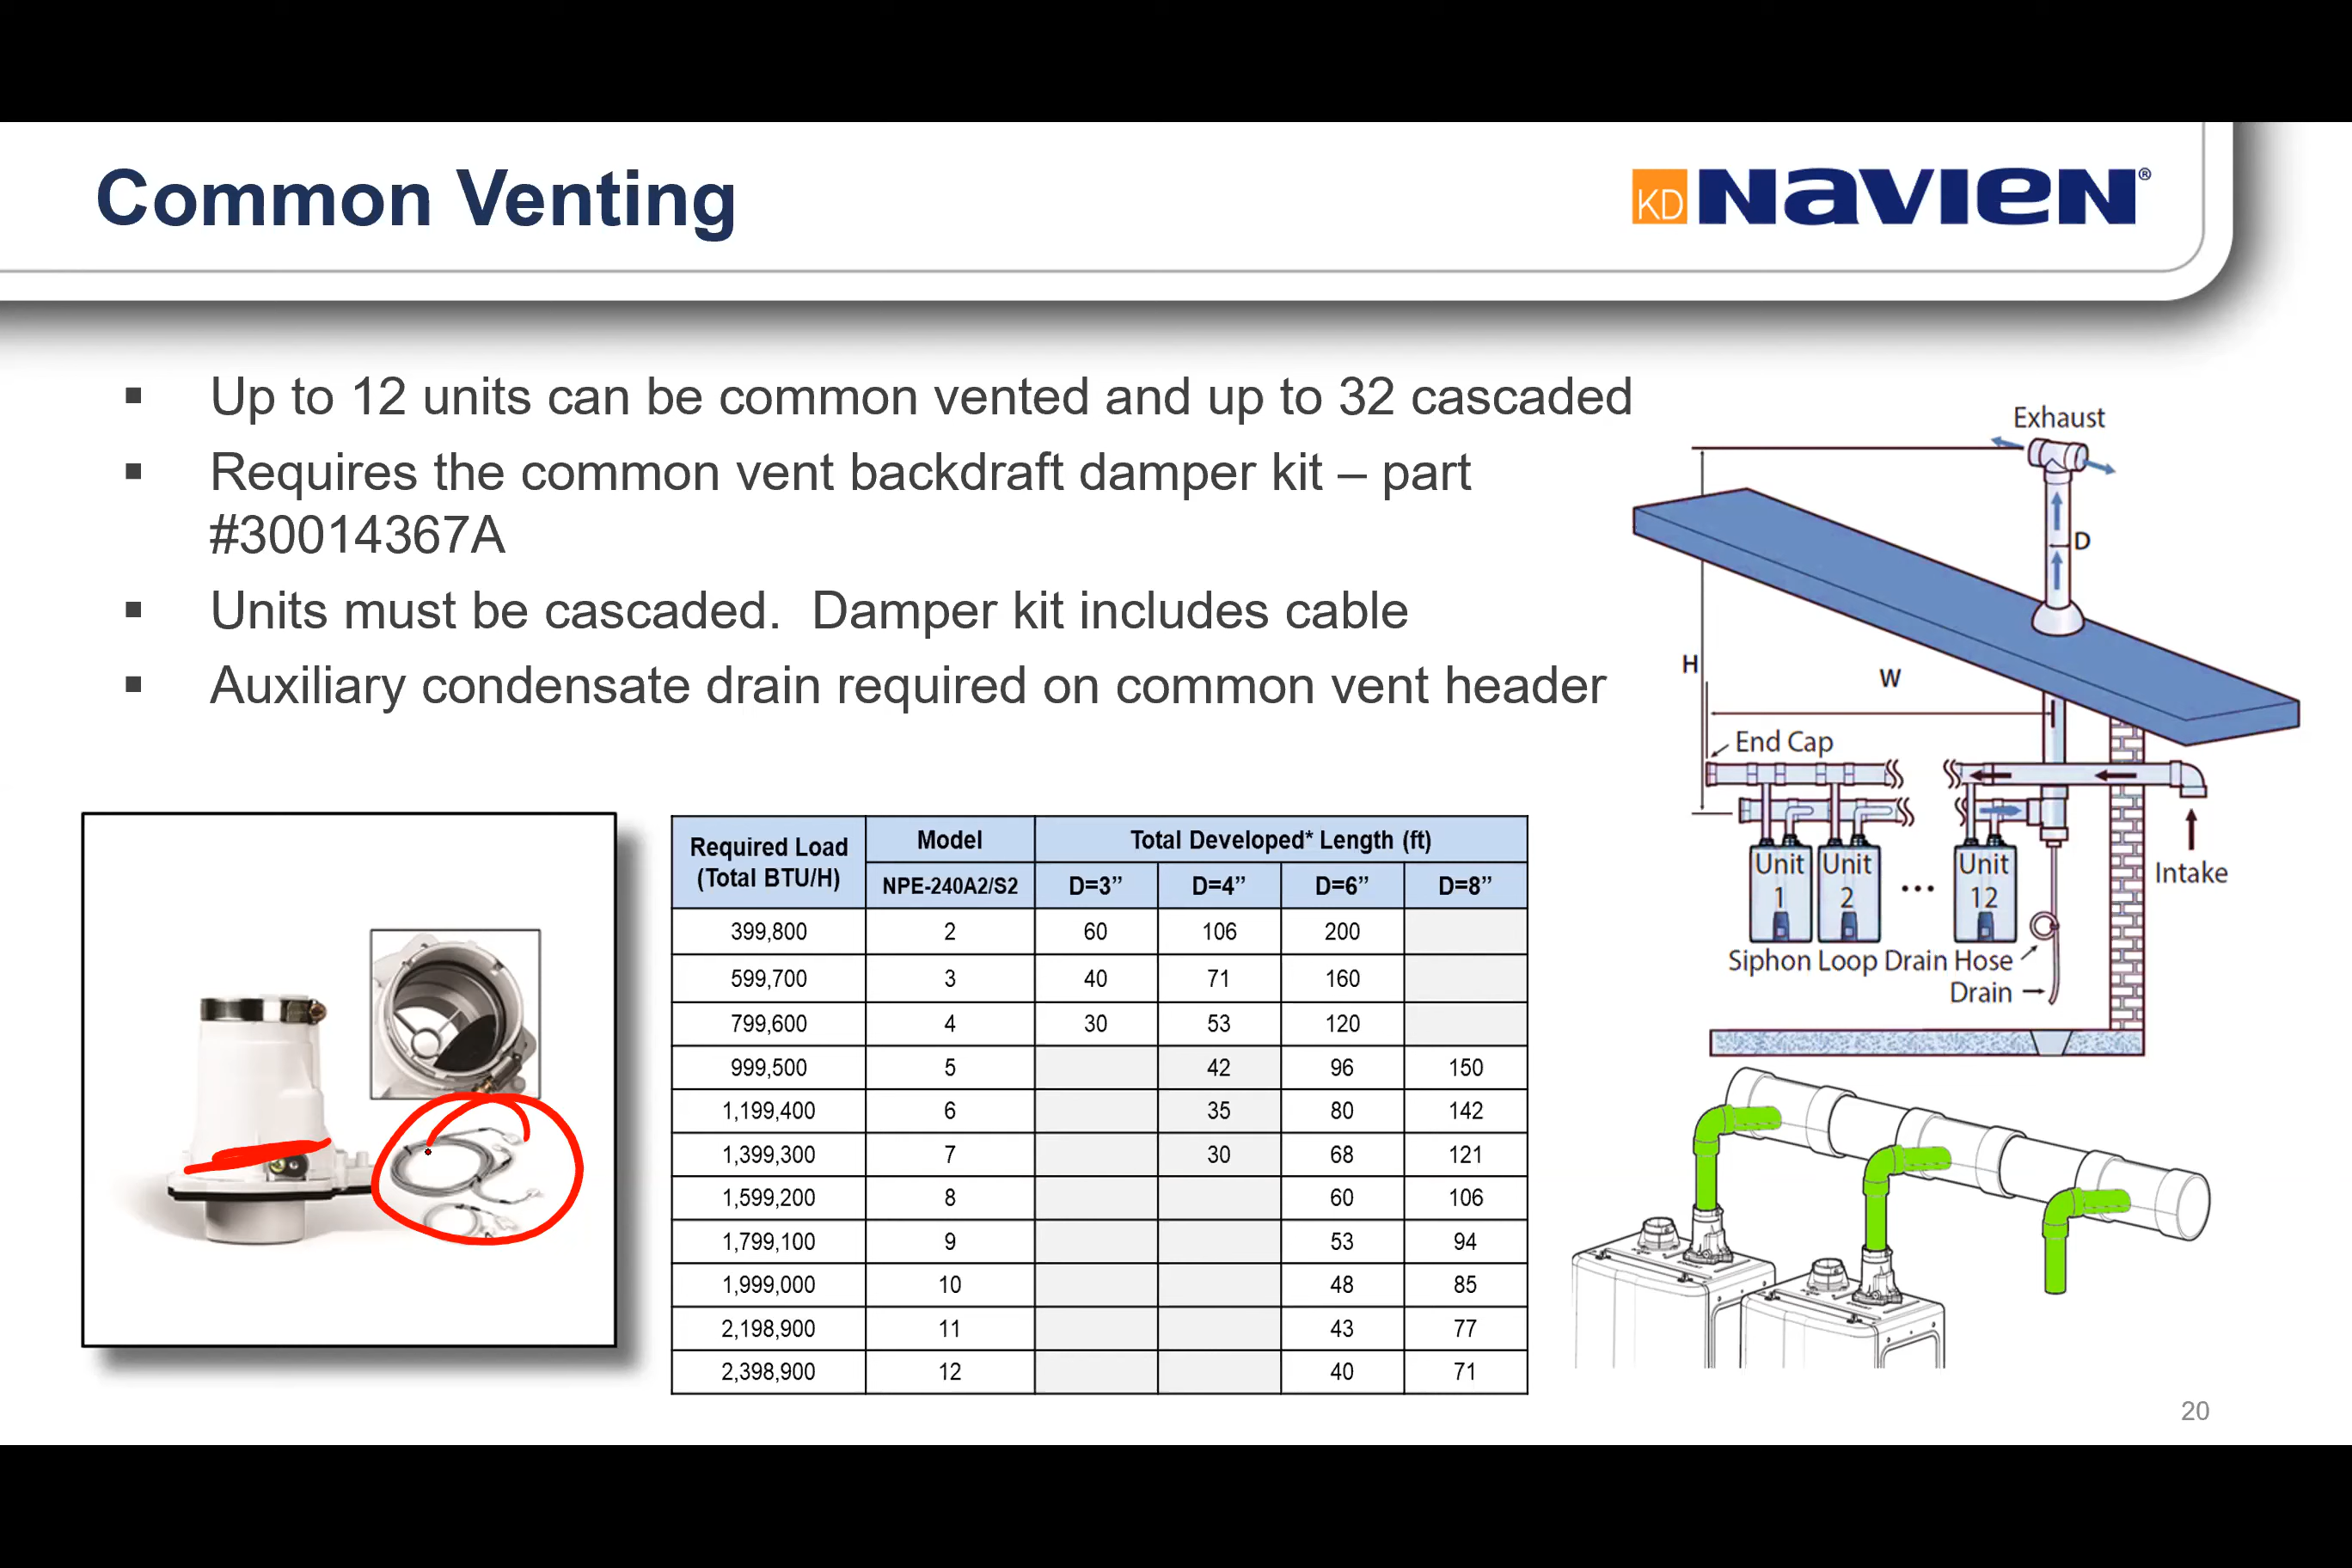 Common Venting
KD NAVIEN®
▪ Up to 12 units can be common vented and up to 32 cascaded
▪ Requires the common vent backdraft damper kit – part
#30014367A
▪ Units must be cascaded.  Damper kit includes cable
▪ Auxiliary condensate drain required on common vent header
Required Load
(Total BTU/H)
Model
Total Developed* Length (ft)
NPE-240A2/S2 D=3” D=4” D=6” D=8”
399,800 2 60 106 200
599,700 3 40 71 160
799,600 4 30 53 120
999,500 5 42 96 150
1,199,400 6 35 80 142
1,399,300 7 30 68 121
1,599,200 8 60 106
1,799,100 9 53 94
1,999,000 10 48 85
2,198,900 11 43 77
2,398,900 12 40 71
Exhaust
D
H
W
End Cap
Unit
1
Unit
2
...
Unit
12
Intake
Siphon Loop Drain Hose
Drain
20